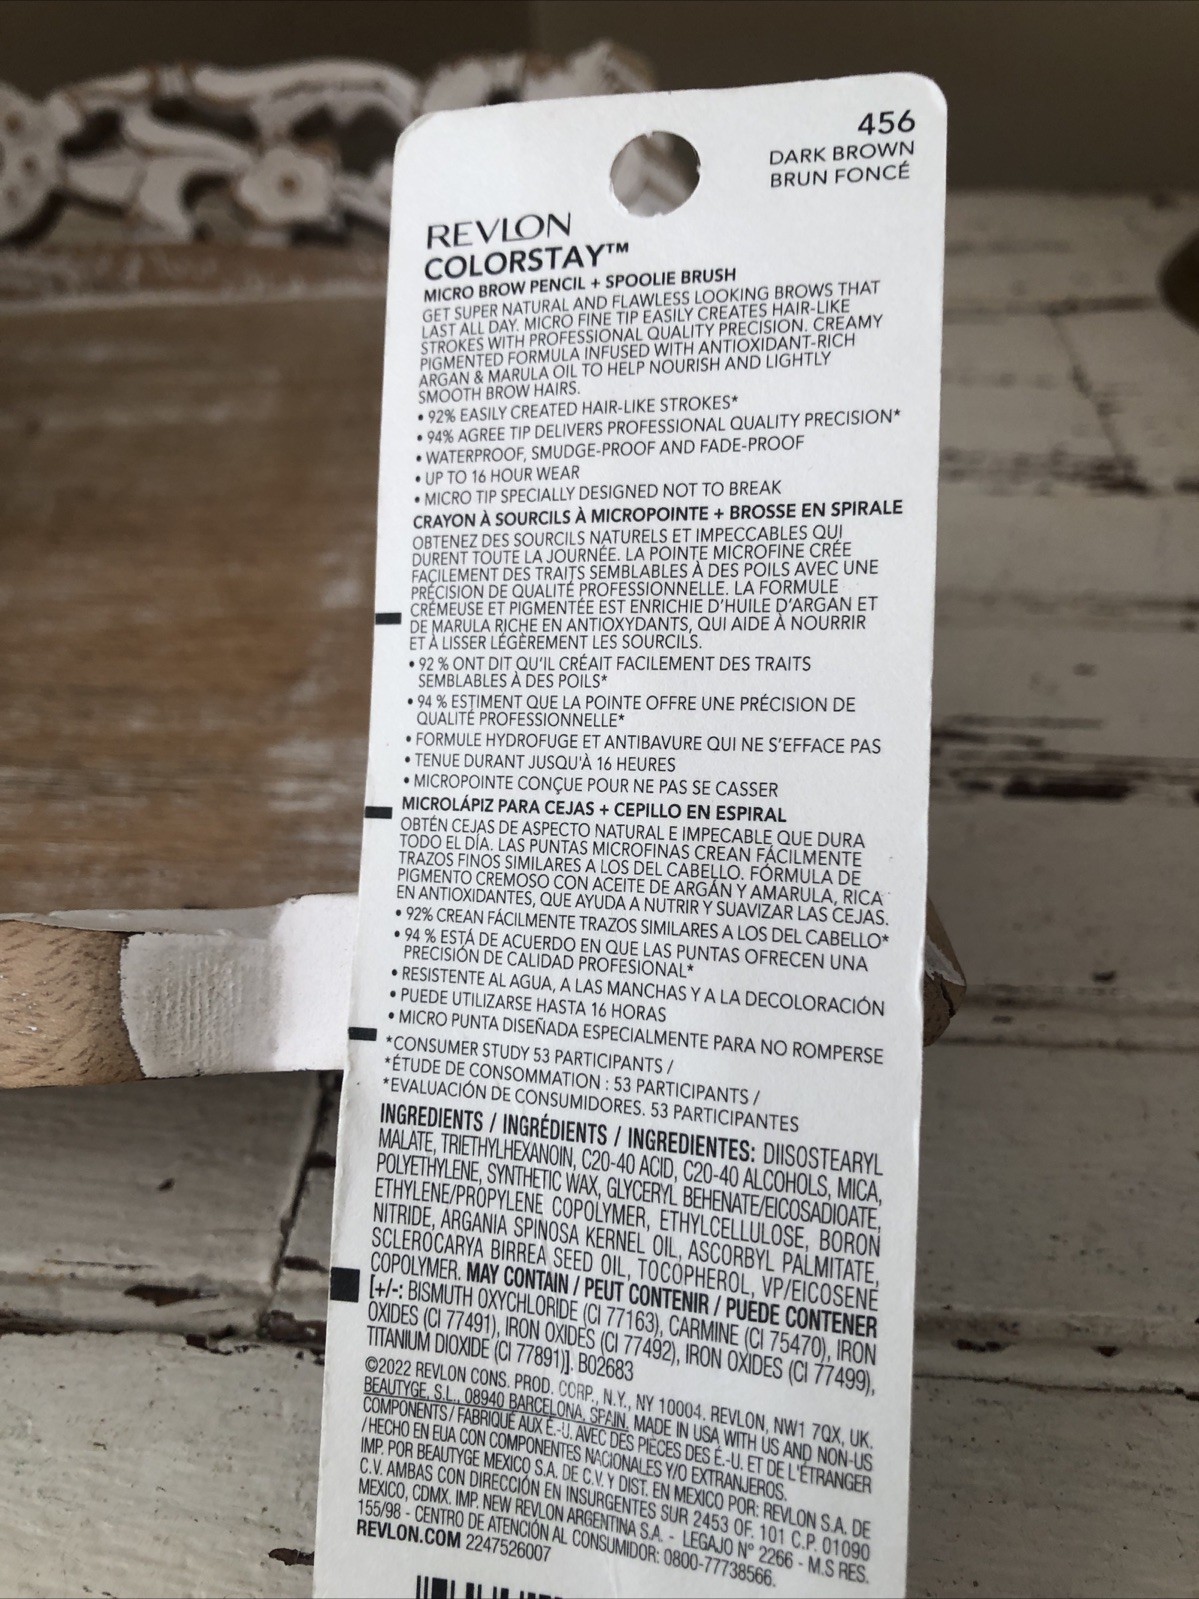 456
DARK BROWN
BRUN FONCÉ
REVLON
COLORSTAY™
MICRO BROW PENCIL + SPOOLIE BRUSH
GET SUPER NATURAL AND FLAWLESS LOOKING BROWS THAT
LAST ALL DAY. MICRO FINE TIP EASILY CREATES HAIR-LIKE
STROKES WITH PROFESSIONAL QUALITY PRECISION. CREAMY
PIGMENTED FORMULA INFUSED WITH ANTIOXIDANT-RICH
ARGAN & MARULA OIL TO HELP NOURISH AND LIGHTLY
SMOOTH BROW HAIRS.
• 92% EASILY CREATED HAIR-LIKE STROKES*
• 94% AGREE TIP DELIVERS PROFESSIONAL QUALITY PRECISION*
• WATERPROOF, SMUDGE-PROOF AND FADE-PROOF
• UP TO 16 HOUR WEAR
• MICRO TIP SPECIALLY DESIGNED NOT TO BREAK
CRAYON À SOURCILS À MICROPOINTE + BROSSE EN SPIRALE
OBTENEZ DES SOURCILS NATURELS ET IMPECCABLES QUI
DURENT TOUTE LA JOURNÉE. LA POINTE MICROFINE CRÉE
FACILEMENT DES TRAITS SEMBLABLES À DES POILS AVEC UNE
PRÉCISION DE QUALITÉ PROFESSIONNELLE. LA FORMULE
CRÉMEUSE ET PIGMENTÉE EST ENRICHIE D'HUILE D'ARGAN ET
DE MARULA RICHE EN ANTIOXYDANTS, QUI AIDE À NOURRIR
ET À LISSER LÉGÈREMENT LES SOURCILS.
• 92 % ONT DIT QU'IL CRÉAIT FACILEMENT DES TRAITS
SEMBLABLES À DES POILS*
• 94 % ESTIMENT QUE LA POINTE OFFRE UNE PRÉCISION DE
QUALITÉ PROFESSIONNELLE*
• FORMULE HYDROFUGE ET ANTIBAVURE QUI NE S'EFFACE PAS
• TENUE DURANT JUSQU'À 16 HEURES
• MICROPOINTE CONÇUE POUR NE PAS SE CASSER
MICROLÁPIZ PARA CEJAS + CEPILLO EN ESPIRAL
OBTÉN CEJAS DE ASPECTO NATURAL E IMPECABLE QUE DURA
TODO EL DÍA. LAS PUNTAS MICROFINAS CREAN FÁCILMENTE
TRAZOS FINOS SIMILARES A LOS DEL CABELLO. FÓRMULA DE
PIGMENTO CREMOSO CON ACEITE DE ARGÁN Y AMARULA, RICA
EN ANTIOXIDANTES, QUE AYUDA A NUTRIR Y SUAVIZAR LAS CEJAS.
• 92% CREAN FÁCILMENTE TRAZOS SIMILARES A LOS DEL CABELLO*
• 94 % ESTÁ DE ACUERDO EN QUE LAS PUNTAS OFRECEN UNA
PRECISIÓN DE CALIDAD PROFESIONAL*
• RESISTENTE AL AGUA, A LAS MANCHAS Y A LA DECOLORACIÓN
• PUEDE UTILIZARSE HASTA 16 HORAS
• MICRO PUNTA DISEÑADA ESPECIALMENTE PARA NO ROMPERSE
*CONSUMER STUDY 53 PARTICIPANTS /
*ÉTUDE DE CONSOMMATION : 53 PARTICIPANTS /
*EVALUACIÓN DE CONSUMIDORES. 53 PARTICIPANTES
INGREDIENTS / INGRÉDIENTS / INGREDIENTES: DIISOSTEARYL
MALATE, TRIETHYLHEXANOIN, C20-40 ACID, C20-40 ALCOHOLS, MICA,
POLYETHYLENE, SYNTHETIC WAX, GLYCERYL BEHENATE/EICOSADIOATE,
ETHYLENE/PROPYLENE COPOLYMER, ETHYLCELLULOSE, BORON
NITRIDE, ARGANIA SPINOSA KERNEL OIL, ASCORBYL PALMITATE,
SCLEROCARYA BIRREA SEED OIL, TOCOPHEROL, VP/EICOSENE
COPOLYMER. MAY CONTAIN / PEUT CONTENIR / PUEDE CONTENER
[+/-: BISMUTH OXYCHLORIDE (CI 77163), CARMINE (CI 75470), IRON
OXIDES (CI 77491), IRON OXIDES (CI 77492), IRON OXIDES (CI 77499),
TITANIUM DIOXIDE (CI 77891)]. B02683
©2022 REVLON CONS. PROD. CORP., N.Y., NY 10004. REVLON, NW1 7QX, UK.
BEAUTYGE, S.L., 08940 BARCELONA, SPAIN. MADE IN USA WITH US AND NON-US
COMPONENTS / FABRIQUÉ AUX É.-U. AVEC DES PIÈCES DES É.-U. ET DE L'ÉTRANGER
/ HECHO EN EUA CON COMPONENTES NACIONALES Y/O EXTRANJEROS.
IMP. POR BEAUTYGE MEXICO S.A. DE C.V. Y DIST. EN MEXICO POR: REVLON S.A. DE
C.V. AMBAS CON DIRECCIÓN EN INSURGENTES SUR 2453 OF. 101 C.P. 01090
MEXICO, CDMX. IMP. NEW REVLON ARGENTINA S.A. - LEGAJO N° 2266 - M.S RES.
155/98 - CENTRO DE ATENCIÓN AL CONSUMIDOR: 0800-77738566.
REVLON.COM 2247526007